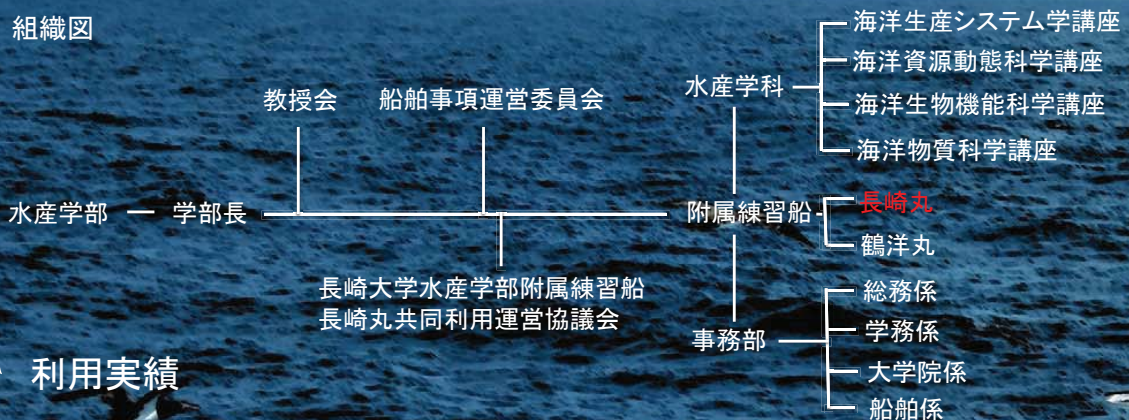 組織図
海洋生産システム学講座
海洋資源動態科学講座
水産学科
海洋生物機能科学講座
海洋物質科学講座
教授会
船舶事項運営委員会
水産学部
学部長
附属練習船
長崎丸
鶴洋丸
長崎大学水産学部附属練習船
長崎丸共同利用運営協議会
事務部
総務係
学務係
大学院係
船舶係
利用実績